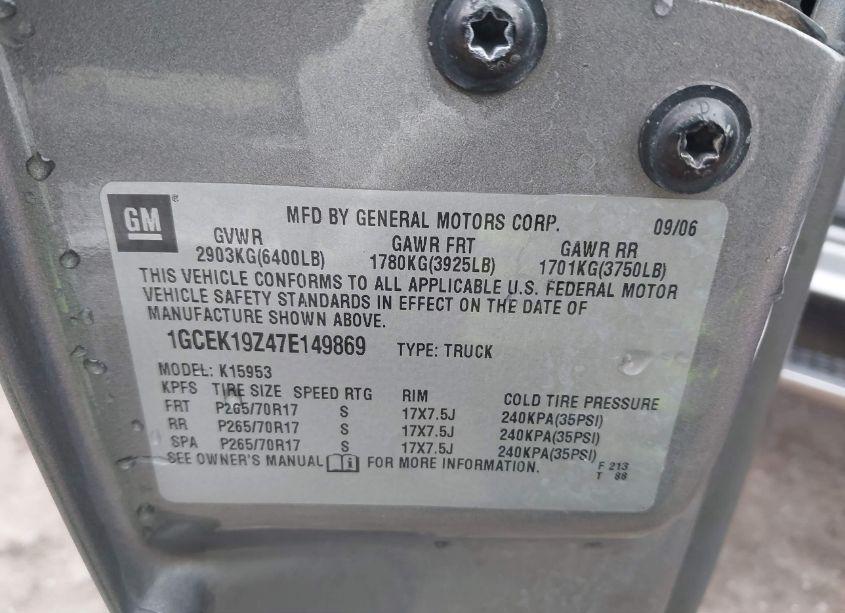 GM
MFD BY GENERAL MOTORS CORP. 09/06
GVWR GAWR FRT GAWR RR
2903KG(6400LB) 1780KG(3925LB) 1701KG(3750LB)
THIS VEHICLE CONFORMS TO ALL APPLICABLE U.S. FEDERAL MOTOR
VEHICLE SAFETY STANDARDS IN EFFECT ON THE DATE OF
MANUFACTURE SHOWN ABOVE.
1GCEK19Z47E149869 TYPE: TRUCK
MODEL: K15953
KPFS TIRE SIZE SPEED RTG RIM COLD TIRE PRESSURE
FRT P265/70R17 S 17X7.5J 240KPA(35PSI)
RR P265/70R17 S 17X7.5J 240KPA(35PSI)
SPA P265/70R17 S 17X7.5J 240KPA(35PSI)
SEE OWNER'S MANUAL FOR MORE INFORMATION. F 213
T 88